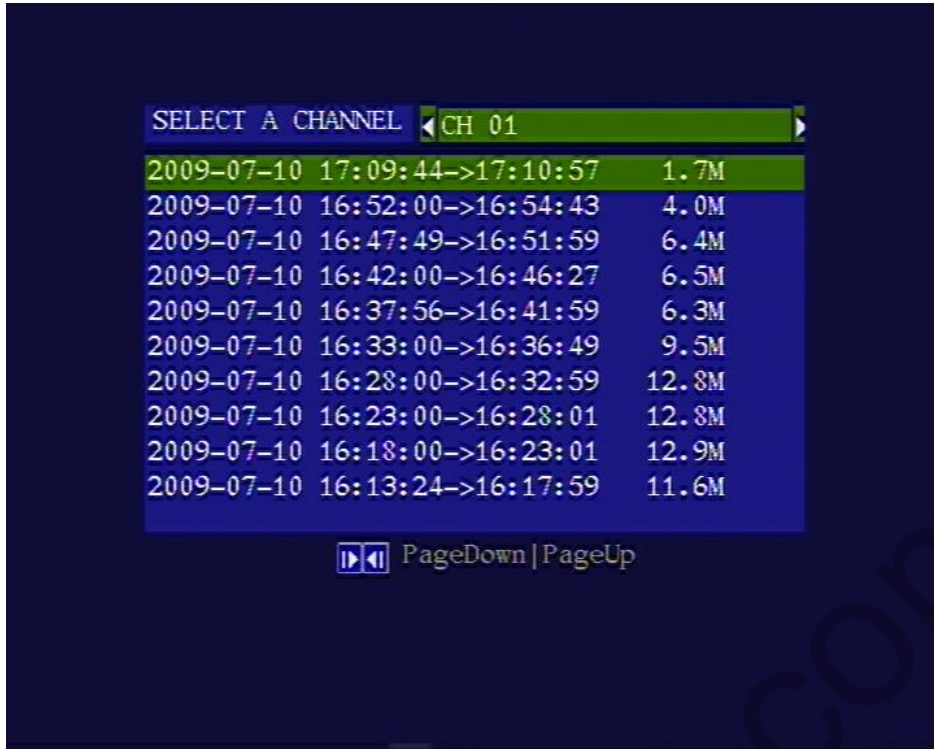 SELECT A CHANNEL CH 01
2009-07-10 17:09:44->17:10:57 1.7M
2009-07-10 16:52:00->16:54:43 4.0M
2009-07-10 16:47:49->16:51:59 6.4M
2009-07-10 16:42:00->16:46:27 6.5M
2009-07-10 16:37:56->16:41:59 6.3M
2009-07-10 16:33:00->16:36:49 9.5M
2009-07-10 16:28:00->16:32:59 12.8M
2009-07-10 16:23:00->16:28:01 12.8M
2009-07-10 16:18:00->16:23:01 12.9M
2009-07-10 16:13:24->16:17:59 11.6M
PageDown|PageUp